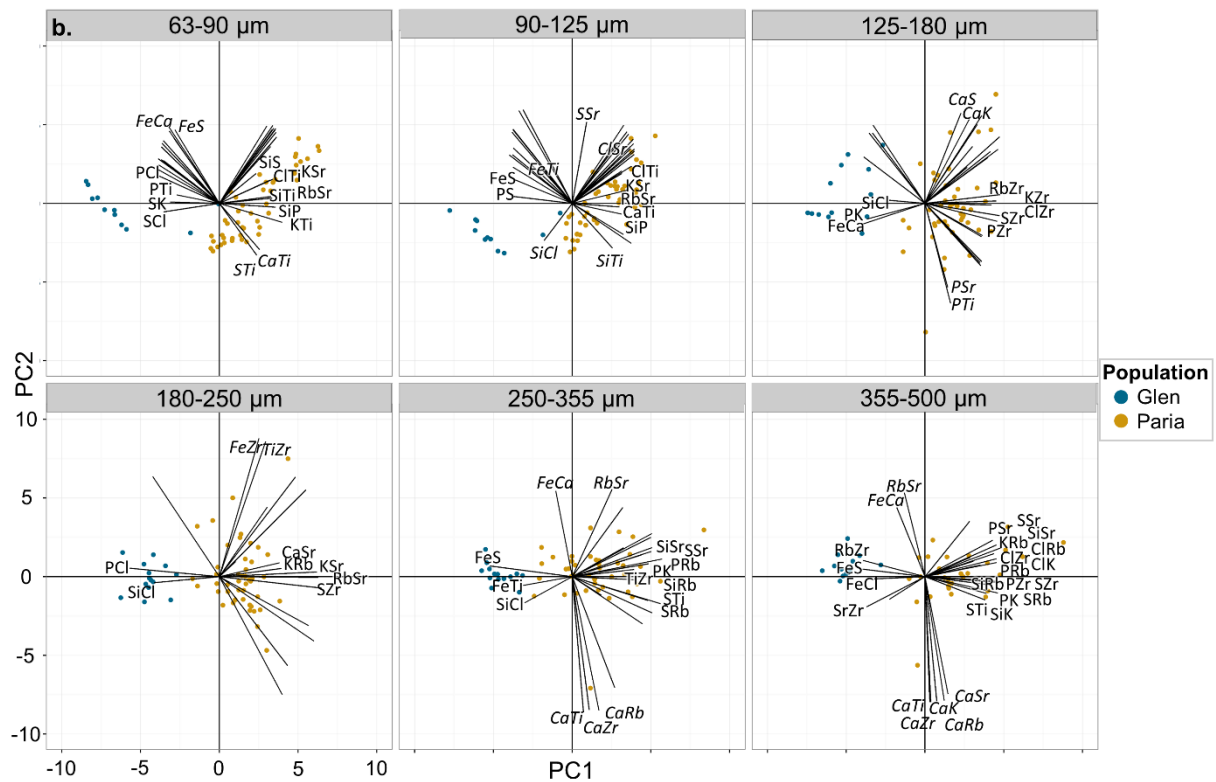 b.
63-90 µm
90-125 µm
125-180 µm
FeCa
FeS
PCl
PTi
SK
SCl
SiS
ClTi
KSr
SiTi
RbSr
SiP
KTi
CaTi
STi
SSr
ClSr
FeTi
FeS
PS
ClTi
KSr
RbSr
CaTi
SiP
SiCl
SiTi
CaS
CaK
RbZr
KZr
SiCl
PK
FeCa
SZr
ClZr
PZr
PSr
PTi
PC2
180-250 µm
250-355 µm
355-500 µm
FeZr
TiZr
PCl
SiCl
CaSr
KRb
KSr
RbSr
SZr
FeCa
RbSr
FeS
FeTi
SiCl
SiSr
SSr
PRb
PK
TiZr
SiRb
STi
SRb
CaTi
CaRb
CaZr
RbSr
FeCa
RbZr
FeS
FeCl
SrZr
PSr
SSr
SiSr
KRb
ClRb
ClZr
ClK
PRb
SiRb
PZr
SZr
PK
SRb
STi
SiK
CaSr
CaTi
CaK
CaZr
CaRb
10
5
0
-5
-10
-10
-5
0
5
10
PC1
Population
Glen
Paria